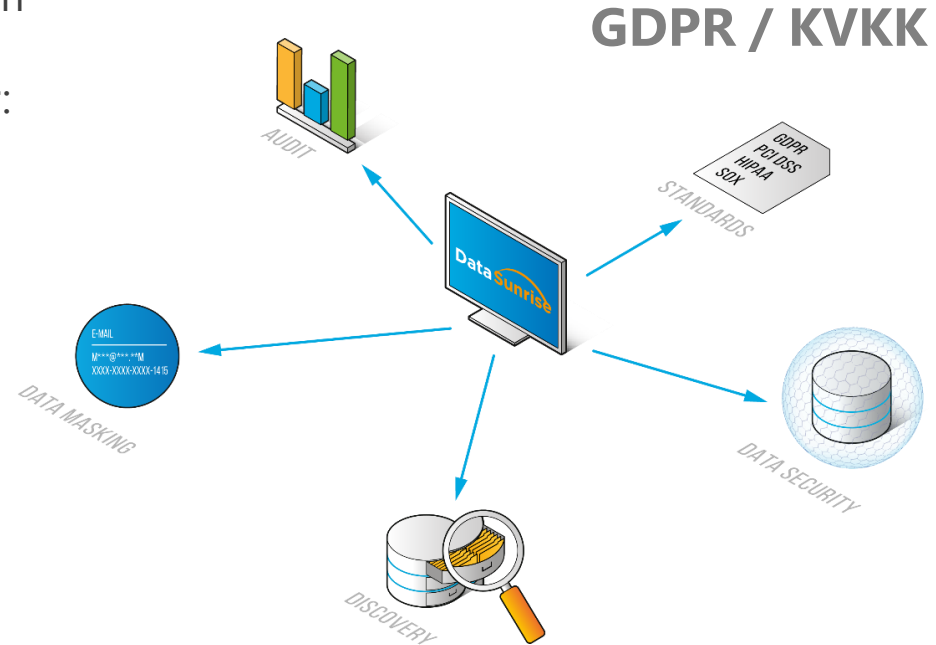 GDPR / KVKK
:
AUDIT
GDPR
PCI DSS
HIPAA
SOX
STANDARDS
DataSunrise
E-MAIL
M***@***.**M
XXXX-XXXX-XXXX-1415
DATA MASKING
DATA SECURITY
DISCOVERY